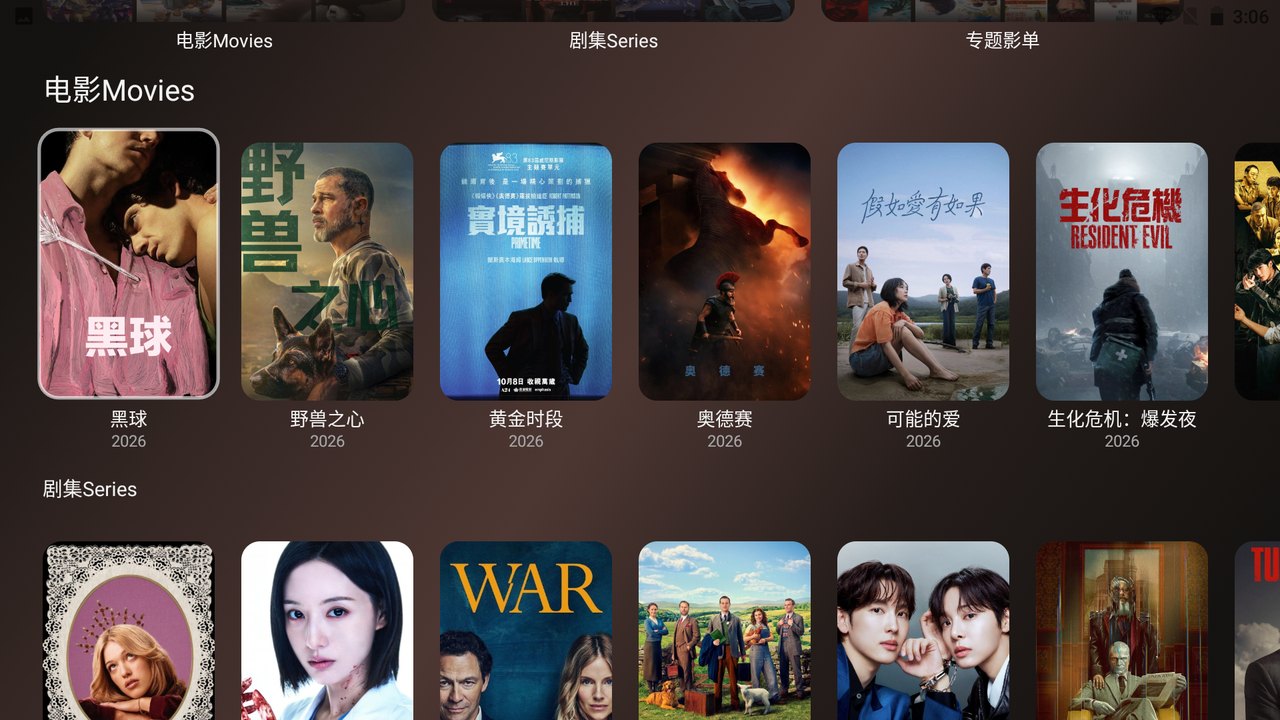 3:06
电影Movies
剧集Series
专题影单
电影Movies
黑球
野兽之心
83
實境誘捕
PRIMETIME
10月8日 收視萬歲
奧德賽
假如愛有如果
生化危機
RESIDENT EVIL
黑球
2026
野兽之心
2026
黄金时段
2026
奥德赛
2026
可能的爱
2026
生化危机：爆发夜
2026
剧集Series
WAR
TU